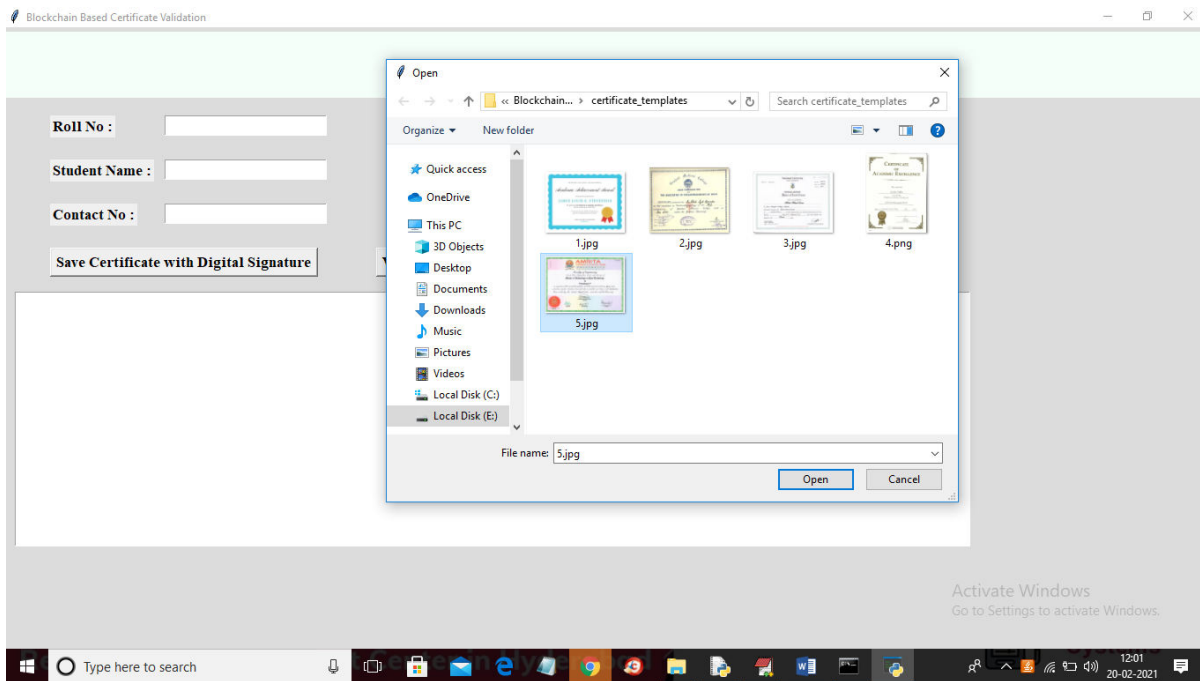 Blockchain Based Certificate Validation
Open
« Blockchain... › certificate_templates
Search certificate_templates
Organize
New folder
Roll No :
Student Name :
Contact No :
Save Certificate with Digital Signature
Quick access
OneDrive
This PC
3D Objects
Desktop
Documents
Downloads
Music
Pictures
Videos
Local Disk (C:)
Local Disk (E:)
AMRITA
1.jpg
2.jpg
3.jpg
4.png
5.jpg
File name: 5.jpg
Open
Cancel
Activate Windows
Go to Settings to activate Windows.
Type here to search
12:01
20-02-2021